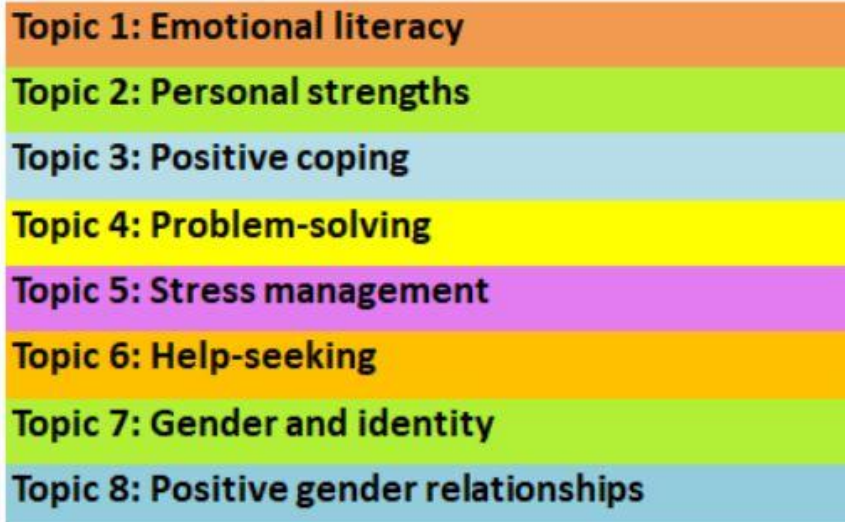 Topic 1: Emotional literacy
Topic 2: Personal strengths
Topic 3: Positive coping
Topic 4: Problem-solving
Topic 5: Stress management
Topic 6: Help-seeking
Topic 7: Gender and identity
Topic 8: Positive gender relationships